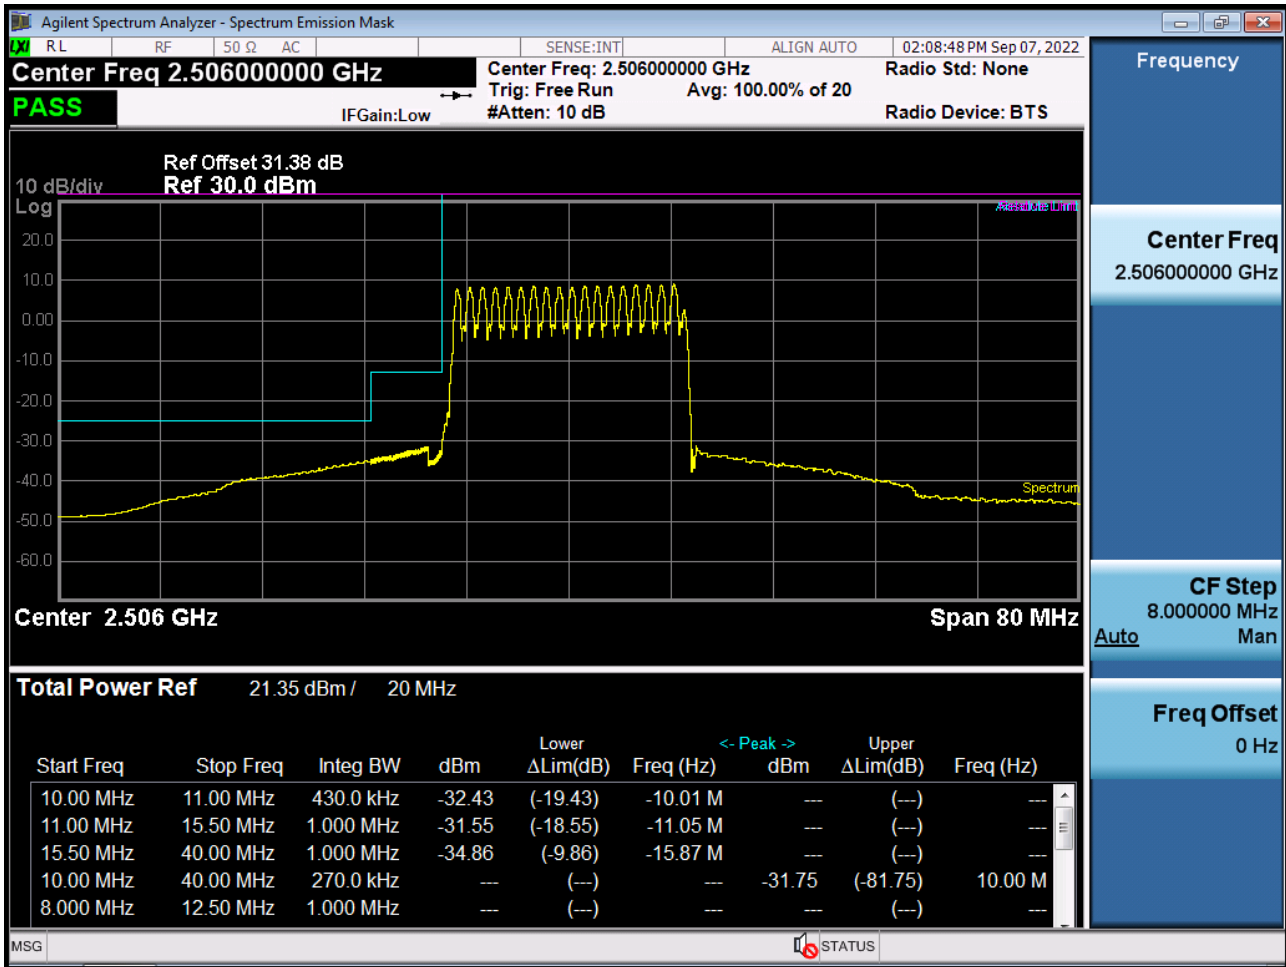 Agilent Spectrum Analyzer - Spectrum Emission Mask
LXI RL RF 50 Ω AC SENSE:INT ALIGN AUTO 02:08:48 PM Sep 07, 2022
Center Freq 2.506000000 GHz
PASS
IFGain:Low
Center Freq: 2.506000000 GHz
Trig: Free Run Avg: 100.00% of 20
#Atten: 10 dB
Radio Std: None
Radio Device: BTS
Ref Offset 31.38 dB
10 dB/div Ref 30.0 dBm
Log
Absolute Limit
20.0
10.0
0.00
-10.0
-20.0
-30.0
-40.0
-50.0
-60.0
Spectrum
Center 2.506 GHz Span 80 MHz
Total Power Ref 21.35 dBm / 20 MHz
Lower <- Peak -> Upper
Start Freq Stop Freq Integ BW dBm ΔLim(dB) Freq (Hz) dBm ΔLim(dB) Freq (Hz)
10.00 MHz 11.00 MHz 430.0 kHz -32.43 (-19.43) -10.01 M --- (---) ---
11.00 MHz 15.50 MHz 1.000 MHz -31.55 (-18.55) -11.05 M --- (---) ---
15.50 MHz 40.00 MHz 1.000 MHz -34.86 (-9.86) -15.87 M --- (---) ---
10.00 MHz 40.00 MHz 270.0 kHz --- (---) --- -31.75 (-81.75) 10.00 M
8.000 MHz 12.50 MHz 1.000 MHz --- (---) --- --- (---) ---
MSG STATUS
Frequency
Center Freq
2.506000000 GHz
CF Step
8.000000 MHz
Auto Man
Freq Offset
0 Hz